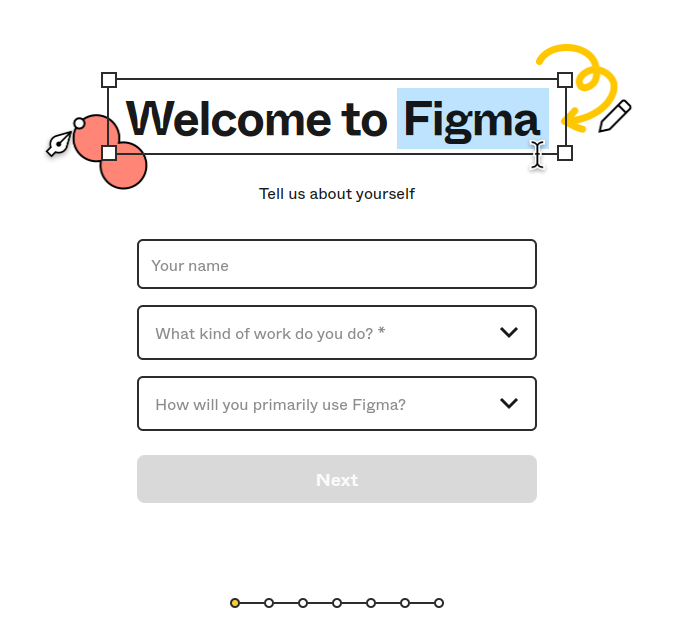 Welcome to Figma
Tell us about yourself
Your name
What kind of work do you do? *
How will you primarily use Figma?
Next